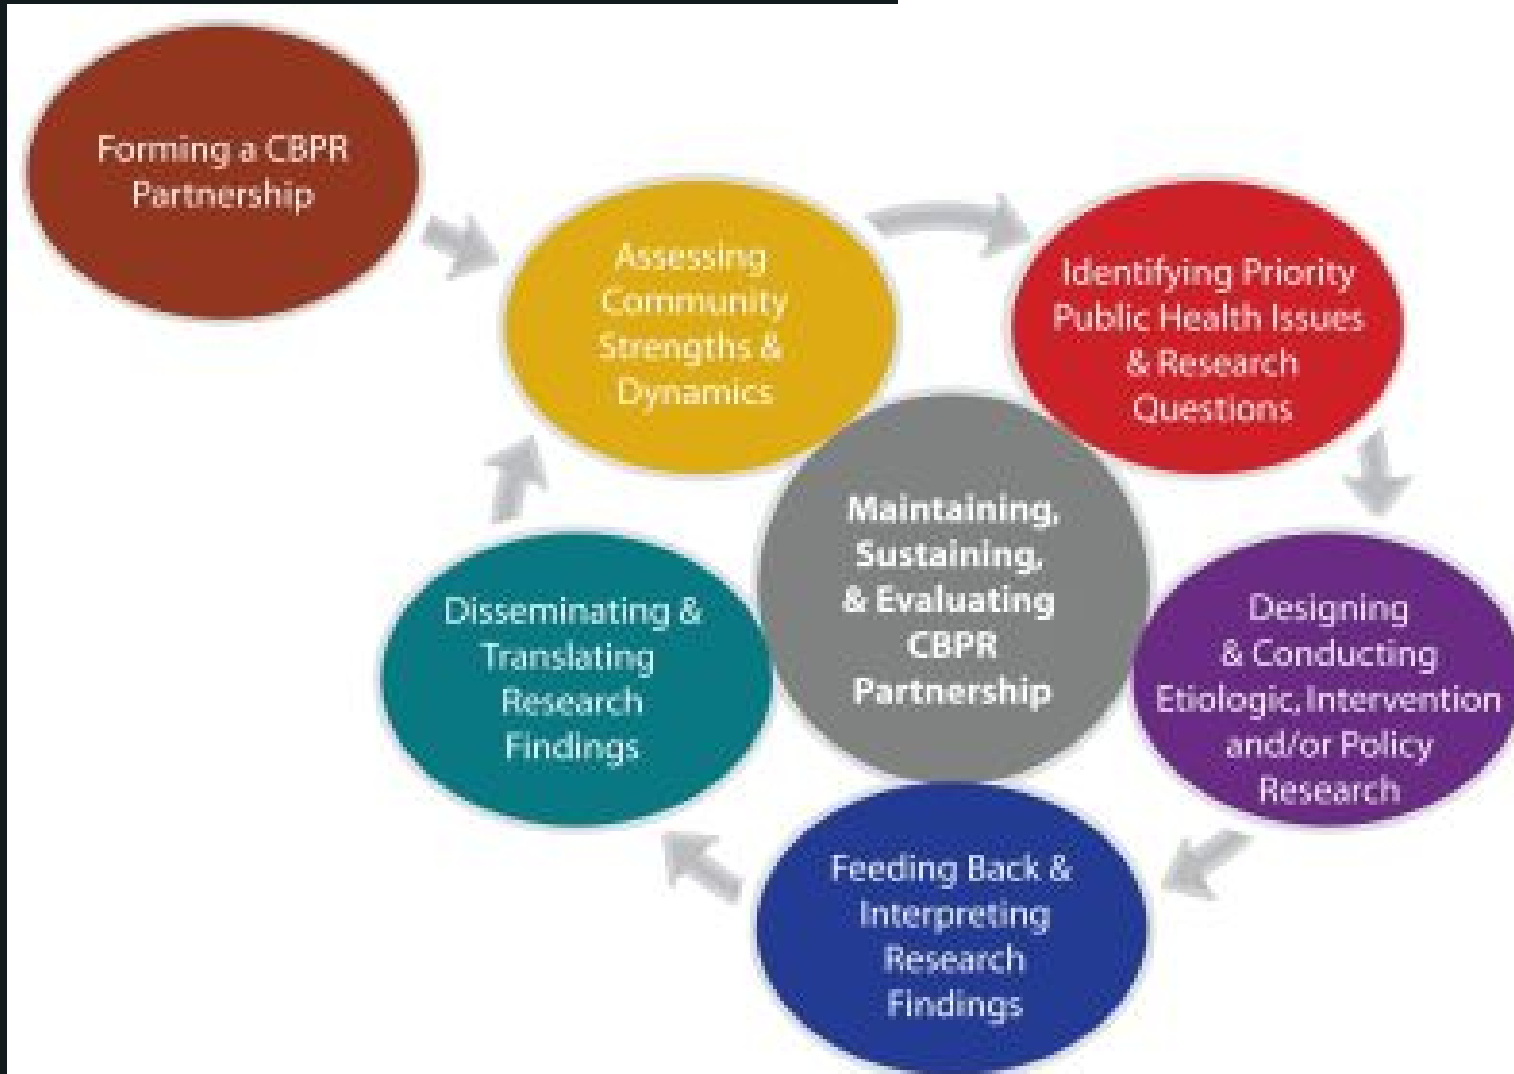 Forming a CBPR
Partnership
Assessing
Community
Strengths &
Dynamics
Identifying Priority
Public Health Issues
& Research
Questions
Designing
& Conducting
Etiologic, Intervention
and/or Policy
Research
Feeding Back &
Interpreting
Research
Findings
Disseminating &
Translating
Research
Findings
Maintaining,
Sustaining,
& Evaluating
CBPR
Partnership